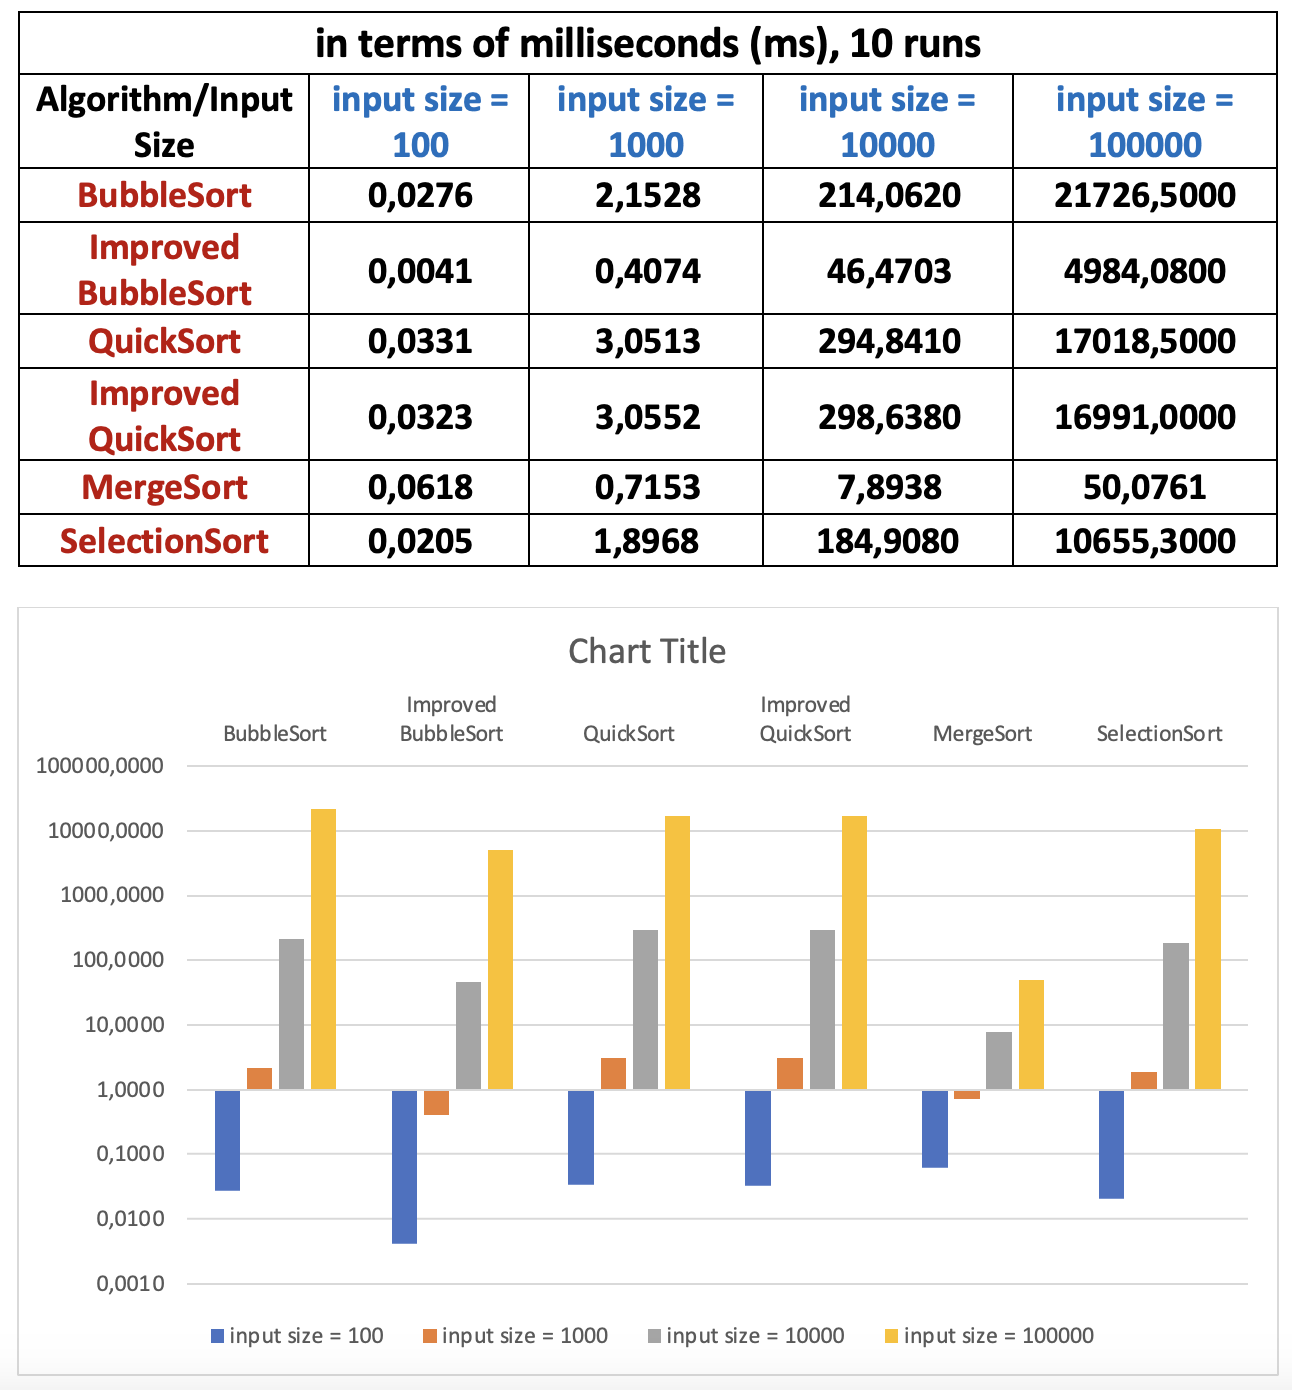 in terms of milliseconds (ms), 10 runs
Algorithm/Input Size input size = 100 input size = 1000 input size = 10000 input size = 100000
BubbleSort 0,0276 2,1528 214,0620 21726,5000
Improved BubbleSort 0,0041 0,4074 46,4703 4984,0800
QuickSort 0,0331 3,0513 294,8410 17018,5000
Improved QuickSort 0,0323 3,0552 298,6380 16991,0000
MergeSort 0,0618 0,7153 7,8938 50,0761
SelectionSort 0,0205 1,8968 184,9080 10655,3000
Chart Title
BubbleSort Improved BubbleSort QuickSort Improved QuickSort MergeSort SelectionSort
100000,0000
10000,0000
1000,0000
100,0000
10,0000
1,0000
0,1000
0,0100
0,0010
input size = 100 input size = 1000 input size = 10000 input size = 100000